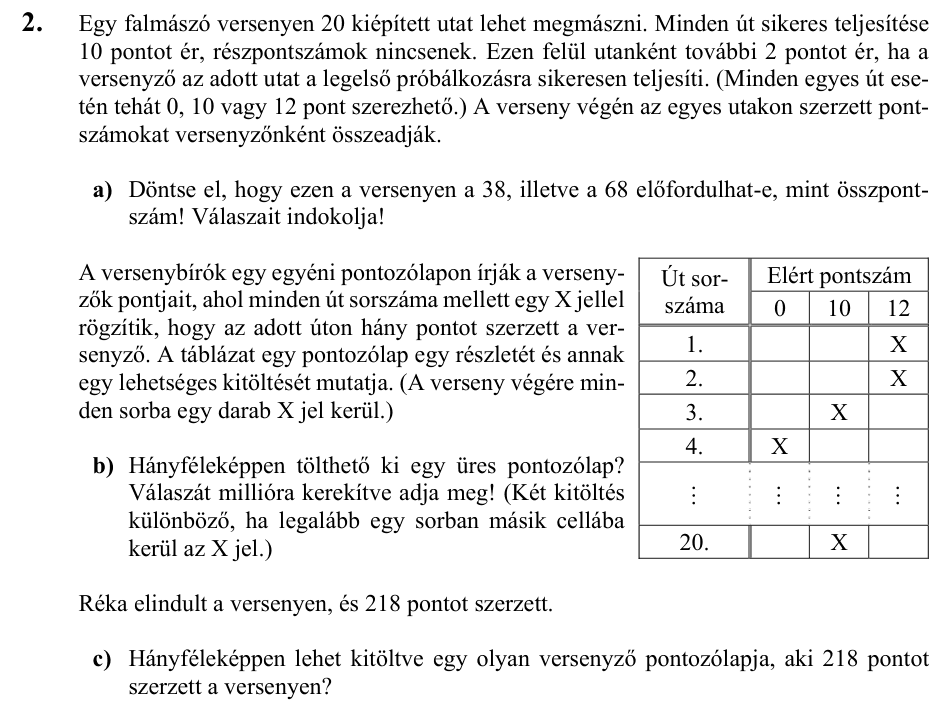 2. Egy falmászó versenyen 20 kiépített utat lehet megmászni. Minden út sikeres teljesítése
10 pontot ér, részpontszámok nincsenek. Ezen felül utanként további 2 pontot ér, ha a
versenyző az adott utat a legelső próbálkozásra sikeresen teljesíti. (Minden egyes út ese-
tén tehát 0, 10 vagy 12 pont szerezhető.) A verseny végén az egyes utakon szerzett pont-
számokat versenyzőnként összeadják.
a) Döntse el, hogy ezen a versenyen a 38, illetve a 68 előfordulhat-e, mint összpont-
szám! Válaszait indokolja!
A versenybírók egy egyéni pontozólapon írják a verseny-
zők pontjait, ahol minden út sorszáma mellett egy X jellel
rögzítik, hogy az adott úton hány pontot szerzett a ver-
senyző. A táblázat egy pontozólap egy részletét és annak
egy lehetséges kitöltését mutatja. (A verseny végére min-
den sorba egy darab X jel kerül.)
b) Hányféleképpen tölthető ki egy üres pontozólap?
Válaszát millióra kerekítve adja meg! (Két kitöltés
különböző, ha legalább egy sorban másik cellába
kerül az X jel.)
Út sor-
száma
Elért pontszám
0 10 12
1. X
2. X
3. X
4. X
⋮ ⋮ ⋮ ⋮
20. X
Réka elindult a versenyen, és 218 pontot szerzett.
c) Hányféleképpen lehet kitöltve egy olyan versenyző pontozólapja, aki 218 pontot
szerzett a versenyen?